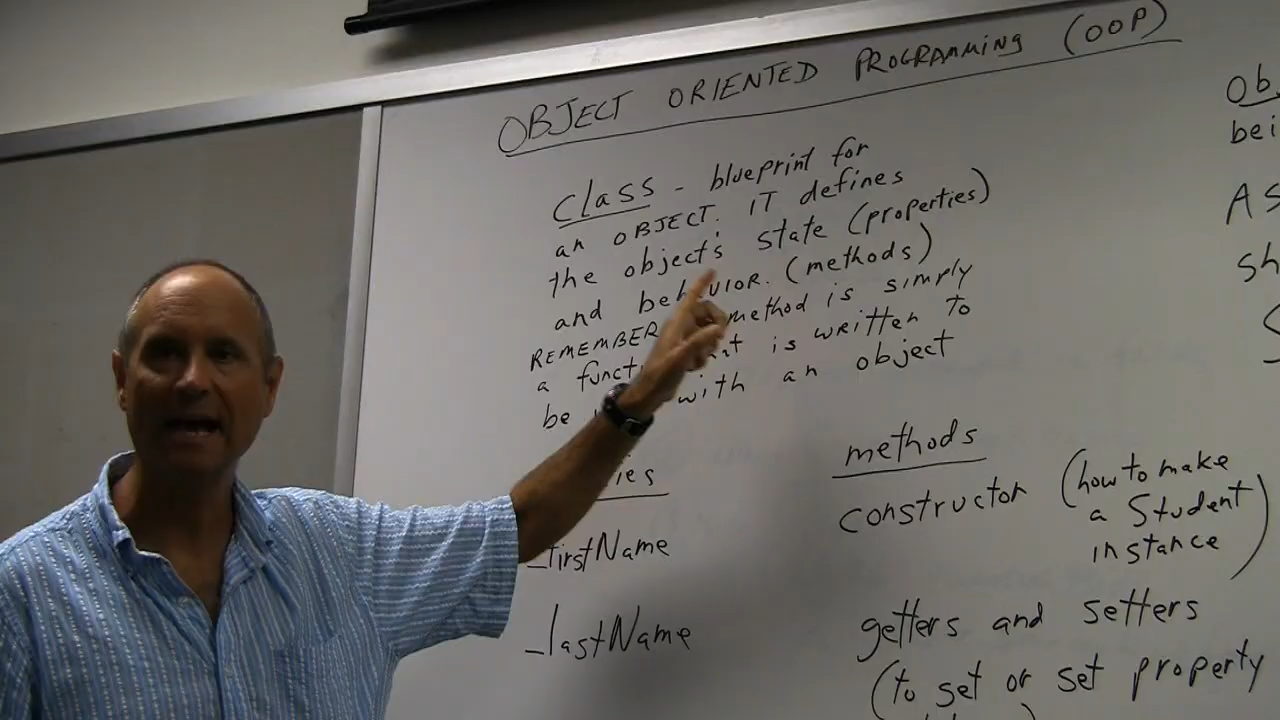 OBJECT ORIENTED PROGRAMMING (OOP)
class - blueprint for
an OBJECT. IT defines
the object's state (properties)
and behavior. (methods)
REMEMBER method is simply
a is written to
be with an object
methods
constructor (how to make
a Student
instance)
_firstName
_lastName
getters and setters
(to set or set property